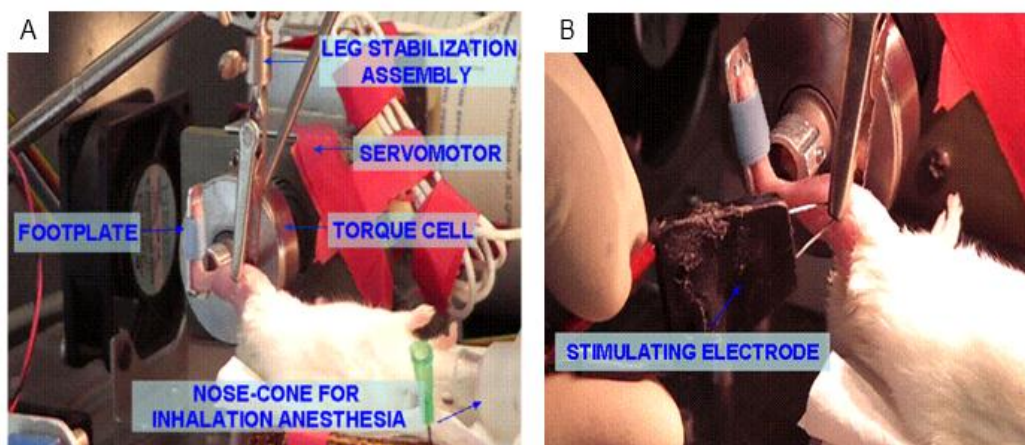 A
LEG STABILIZATION
ASSEMBLY
SERVOMOTOR
FOOTPLATE
TORQUE CELL
NOSE-CONE FOR
INHALATION ANESTHESIA
B
STIMULATING ELECTRODE